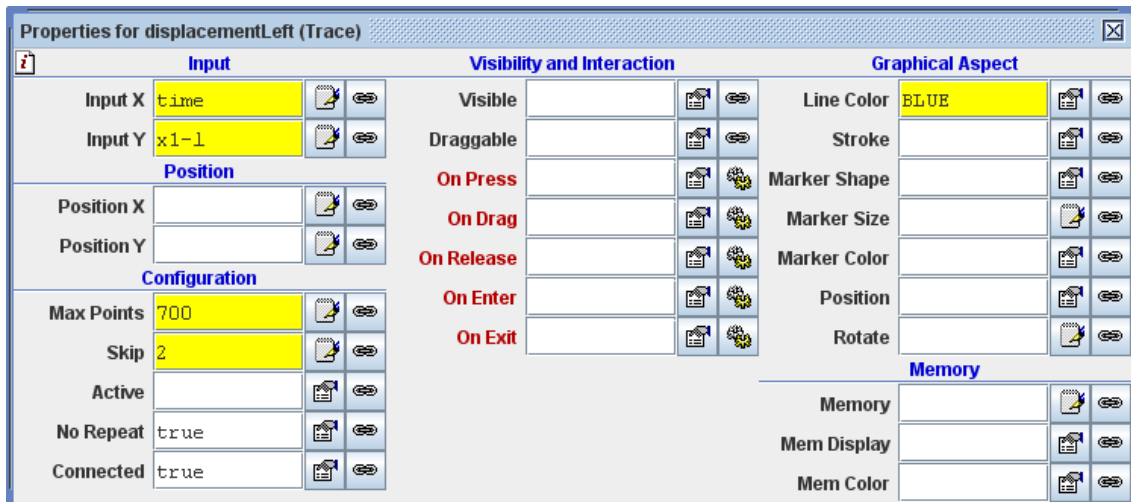 Properties for displacementLeft (Trace)
Input
Input X time
Input Y x1-l
Position
Position X
Position Y
Configuration
Max Points 700
Skip 2
Active
No Repeat true
Connected true
Visibility and Interaction
Visible
Draggable
On Press
On Drag
On Release
On Enter
On Exit
Graphical Aspect
Line Color BLUE
Stroke
Marker Shape
Marker Size
Marker Color
Position
Rotate
Memory
Memory
Mem Display
Mem Color